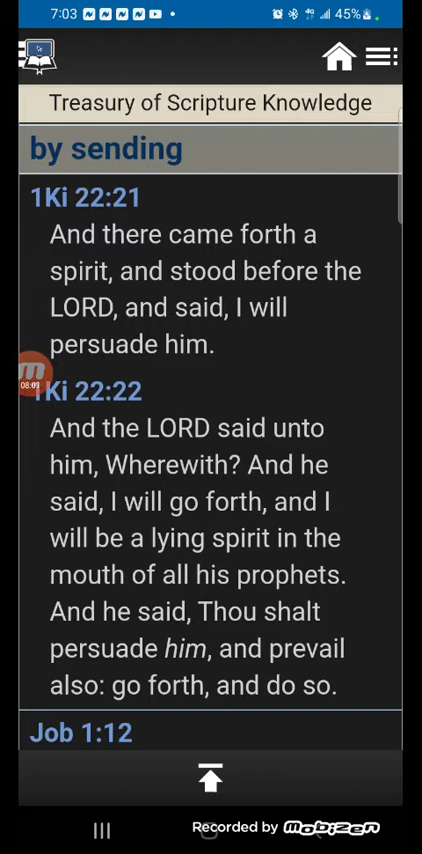 7:03
45%
Treasury of Scripture Knowledge
by sending
1Ki 22:21
And there came forth a
spirit, and stood before the
LORD, and said, I will
persuade him.
08:01
1Ki 22:22
And the LORD said unto
him, Wherewith? And he
said, I will go forth, and I
will be a lying spirit in the
mouth of all his prophets.
And he said, Thou shalt
persuade him, and prevail
also: go forth, and do so.
Job 1:12
Recorded by mobizen